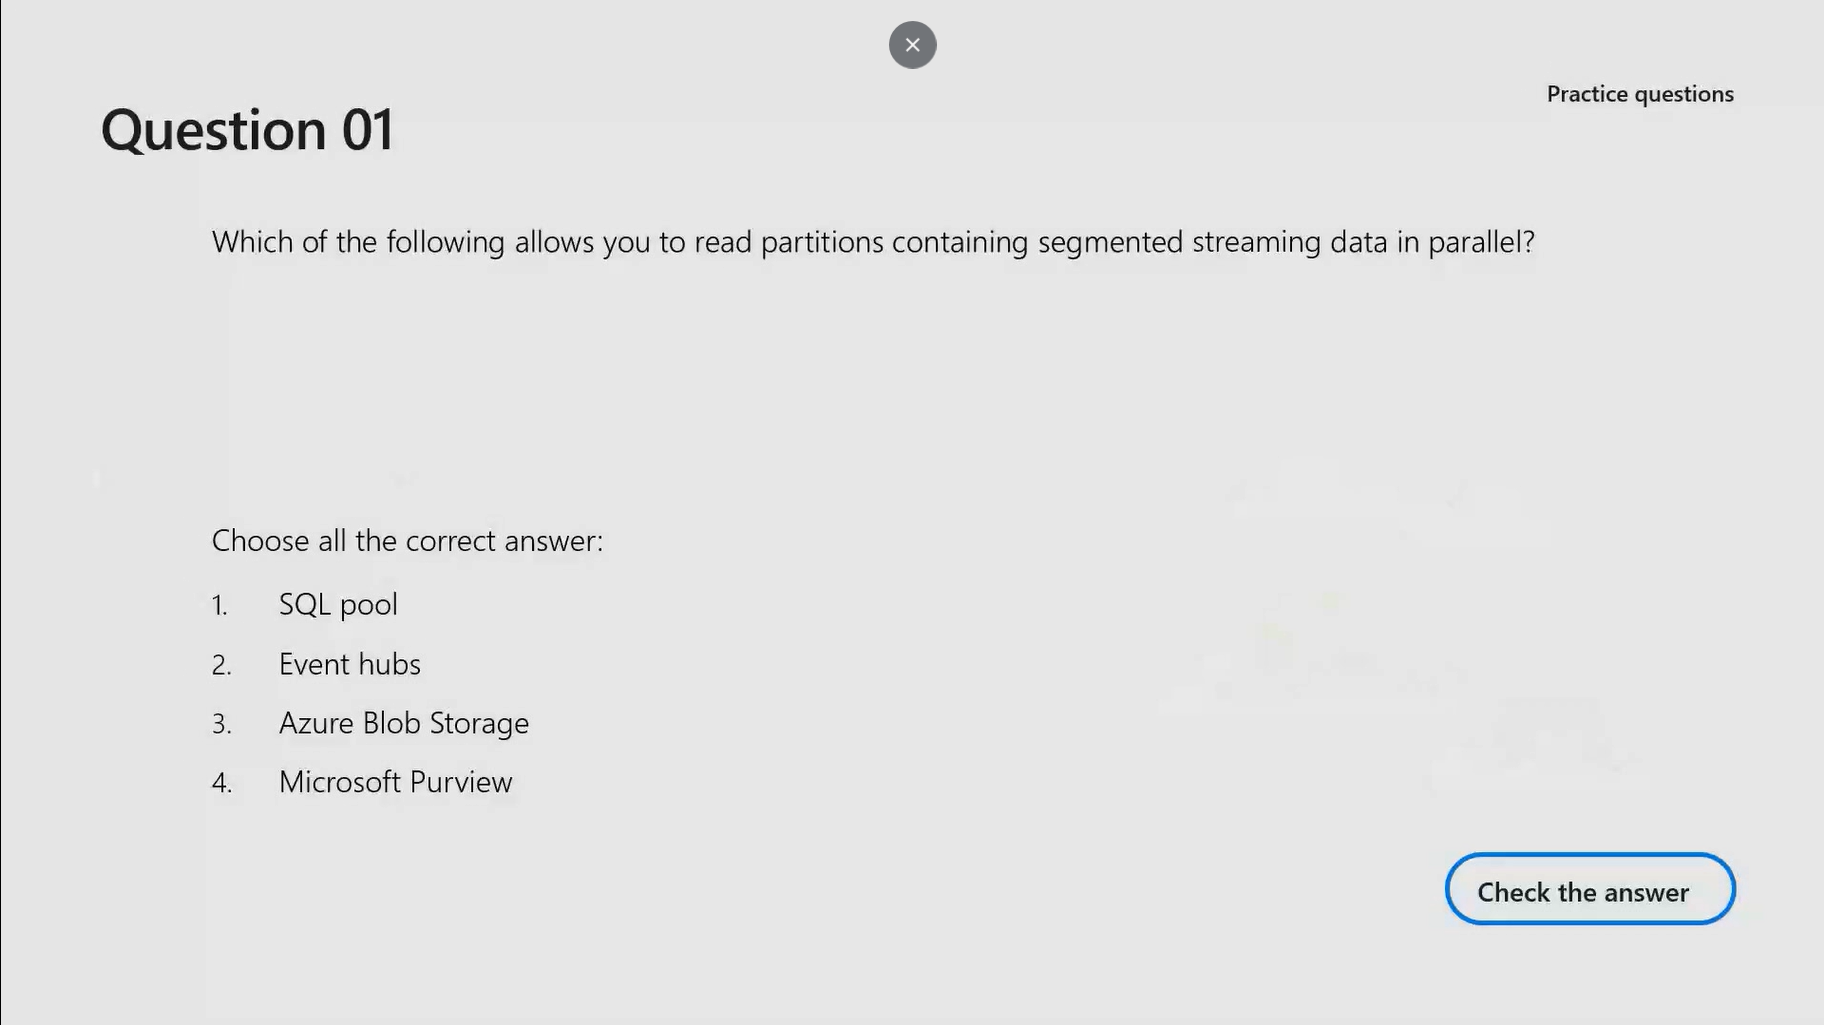 Practice questions
Question 01
Which of the following allows you to read partitions containing segmented streaming data in parallel?
Choose all the correct answer:
1. SQL pool
2. Event hubs
3. Azure Blob Storage
4. Microsoft Purview
Check the answer